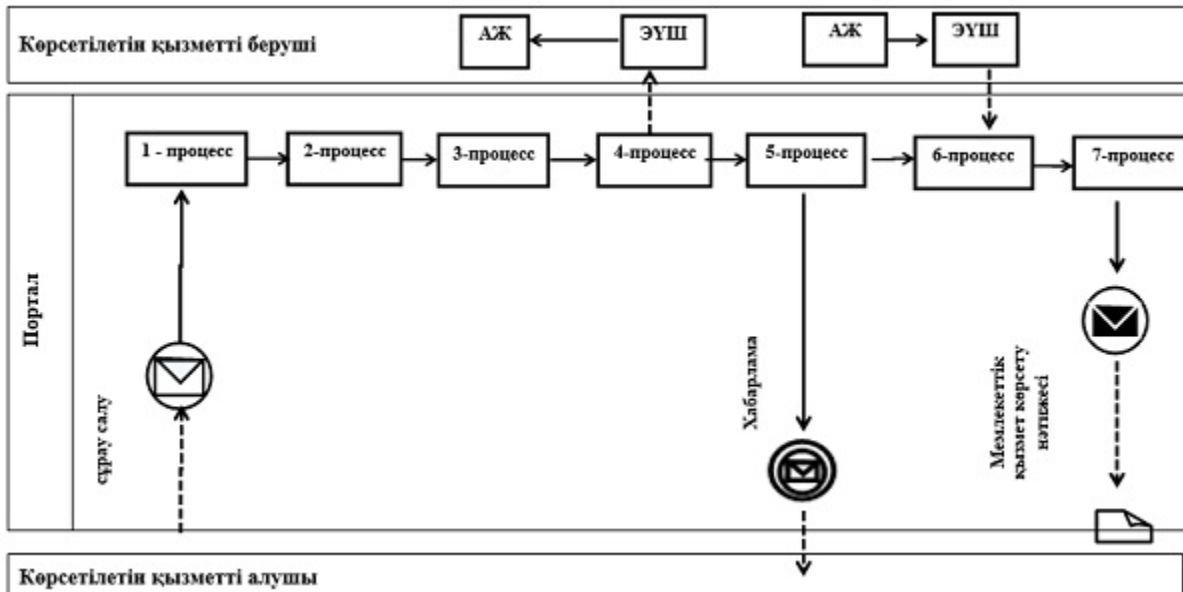 Көрсетілетін қызметті беруші
АЖ
ЭҮШ
АЖ
ЭҮШ
Портал
1 - процесс
2-процесс
3-процесс
4-процесс
5-процесс
6-процесс
7-процесс
сұрау салу
Хабарлама
Мемлекеттік
қызмет көрсету
нәтижесі
Көрсетілетін қызметті алушы